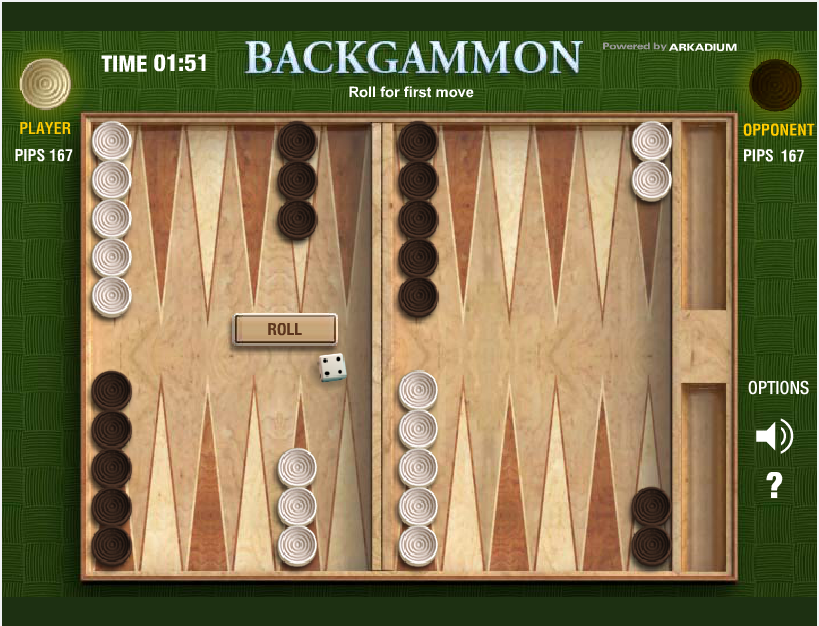 BACKGAMMON
Powered by ARKADIUM
TIME 01:51
Roll for first move
PLAYER
OPPONENT
PIPS 167
PIPS 167
ROLL
OPTIONS
?